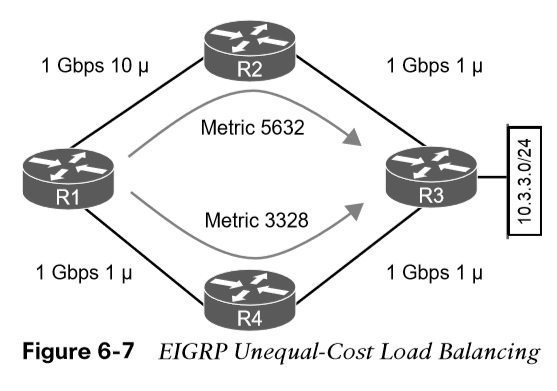 1 Gbps 10 μ
R2
1 Gbps 1 μ
Metric 5632
R1
R3
10.3.3.0/24
Metric 3328
1 Gbps 1 μ
R4
1 Gbps 1 μ
Figure 6-7 EIGRP Unequal-Cost Load Balancing